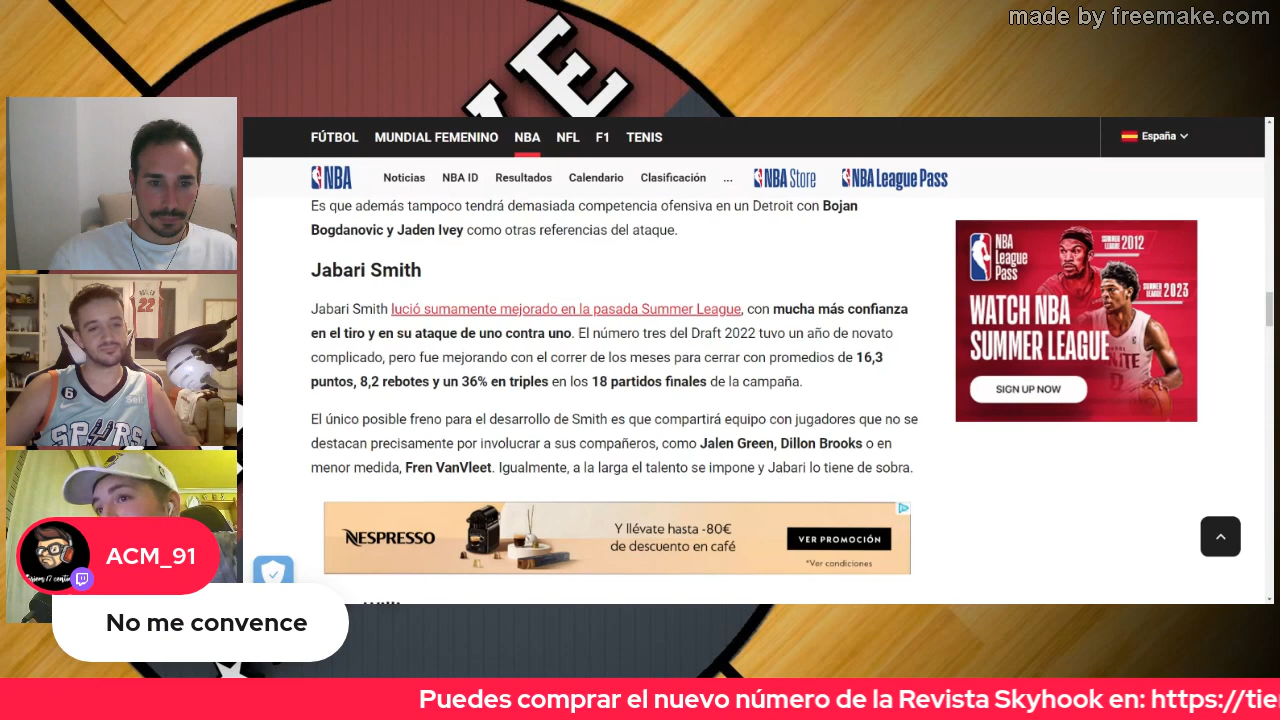 made by freemake.com
VE
FÚTBOL MUNDIAL FEMENINO NBA NFL F1 TENIS España
NBA Noticias NBA ID Resultados Calendario Clasificación ... NBA Store NBA League Pass
Es que además tampoco tendrá demasiada competencia ofensiva en un Detroit con Bojan
Bogdanovic y Jaden Ivey como otras referencias del ataque.
Jabari Smith
Jabari Smith lució sumamente mejorado en la pasada Summer League, con mucha más confianza
en el tiro y en su ataque de uno contra uno. El número tres del Draft 2022 tuvo un año de novato
complicado, pero fue mejorando con el correr de los meses para cerrar con promedios de 16,3
puntos, 8,2 rebotes y un 36% en triples en los 18 partidos finales de la campaña.
El único posible freno para el desarrollo de Smith es que compartirá equipo con jugadores que no se
destacan precisamente por involucrar a sus compañeros, como Jalen Green, Dillon Brooks o en
menor medida, Fren VanVleet. Igualmente, a la larga el talento se impone y Jabari lo tiene de sobra.
NBA
League
Pass
SUMMER 2012
SUMMER 2023
WATCH NBA
SUMMER LEAGUE
SIGN UP NOW
NESPRESSO
Y llévate hasta -80€
de descuento en café
VER PROMOCIÓN
*Ver condiciones
22
6
SPURS
ACM_91
No me convence
Puedes comprar el nuevo número de la Revista Skyhook en: https://tie